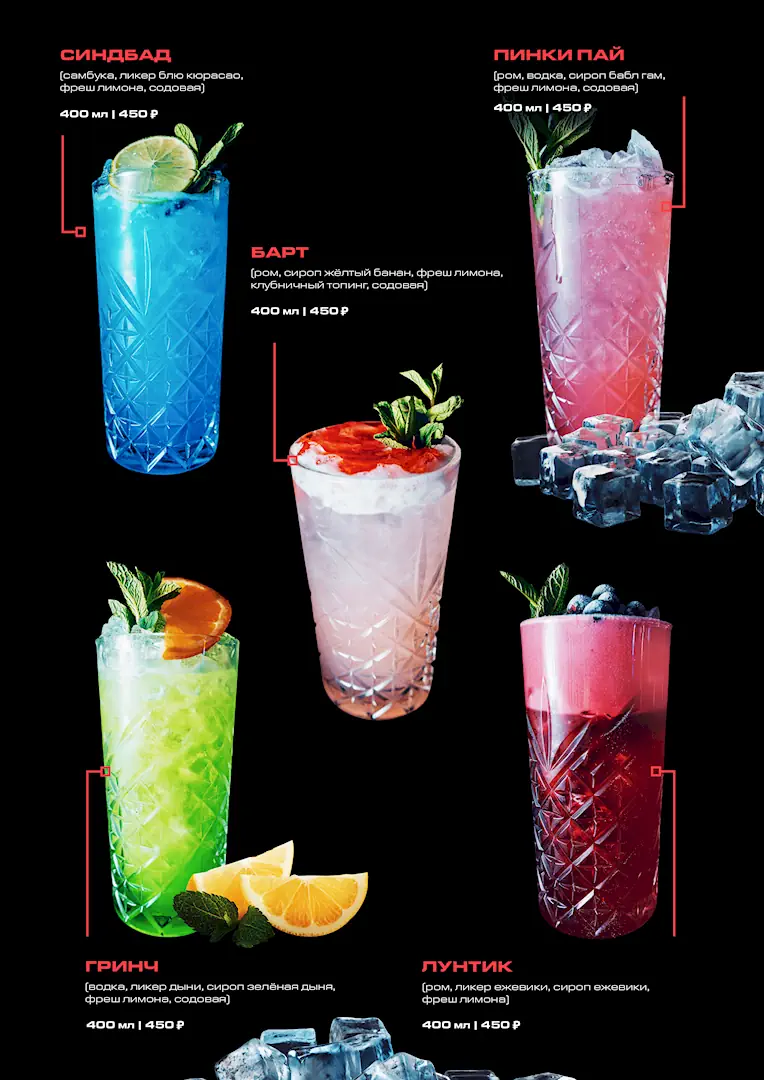 СИНДБАД
(самбука, ликер блю кюрасао,
фреш лимона, содовая)
400 мл | 450 ₽
ПИНКИ ПАЙ
(ром, водка, сироп бабл гам,
фреш лимона, содовая)
400 мл | 450 ₽
БАРТ
(ром, сироп жёлтый банан, фреш лимона,
клубничный топинг, содовая)
400 мл | 450 ₽
ГРИНЧ
(водка, ликер дыни, сироп зелёная дыня,
фреш лимона, содовая)
400 мл | 450 ₽
ЛУНТИК
(ром, ликер ежевики, сироп ежевики,
фреш лимона)
400 мл | 450 ₽